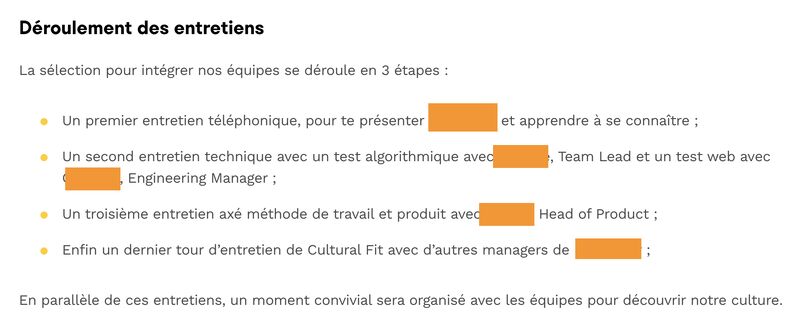 Déroulement des entretiens
La sélection pour intégrer nos équipes se déroule en 3 étapes :
Un premier entretien téléphonique, pour te présenter et apprendre à se connaître ;
Un second entretien technique avec un test algorithmique avec , Team Lead et un test web avec
, Engineering Manager ;
Un troisième entretien axé méthode de travail et produit avec Head of Product ;
Enfin un dernier tour d’entretien de Cultural Fit avec d’autres managers de ;
En parallèle de ces entretiens, un moment convivial sera organisé avec les équipes pour découvrir notre culture.